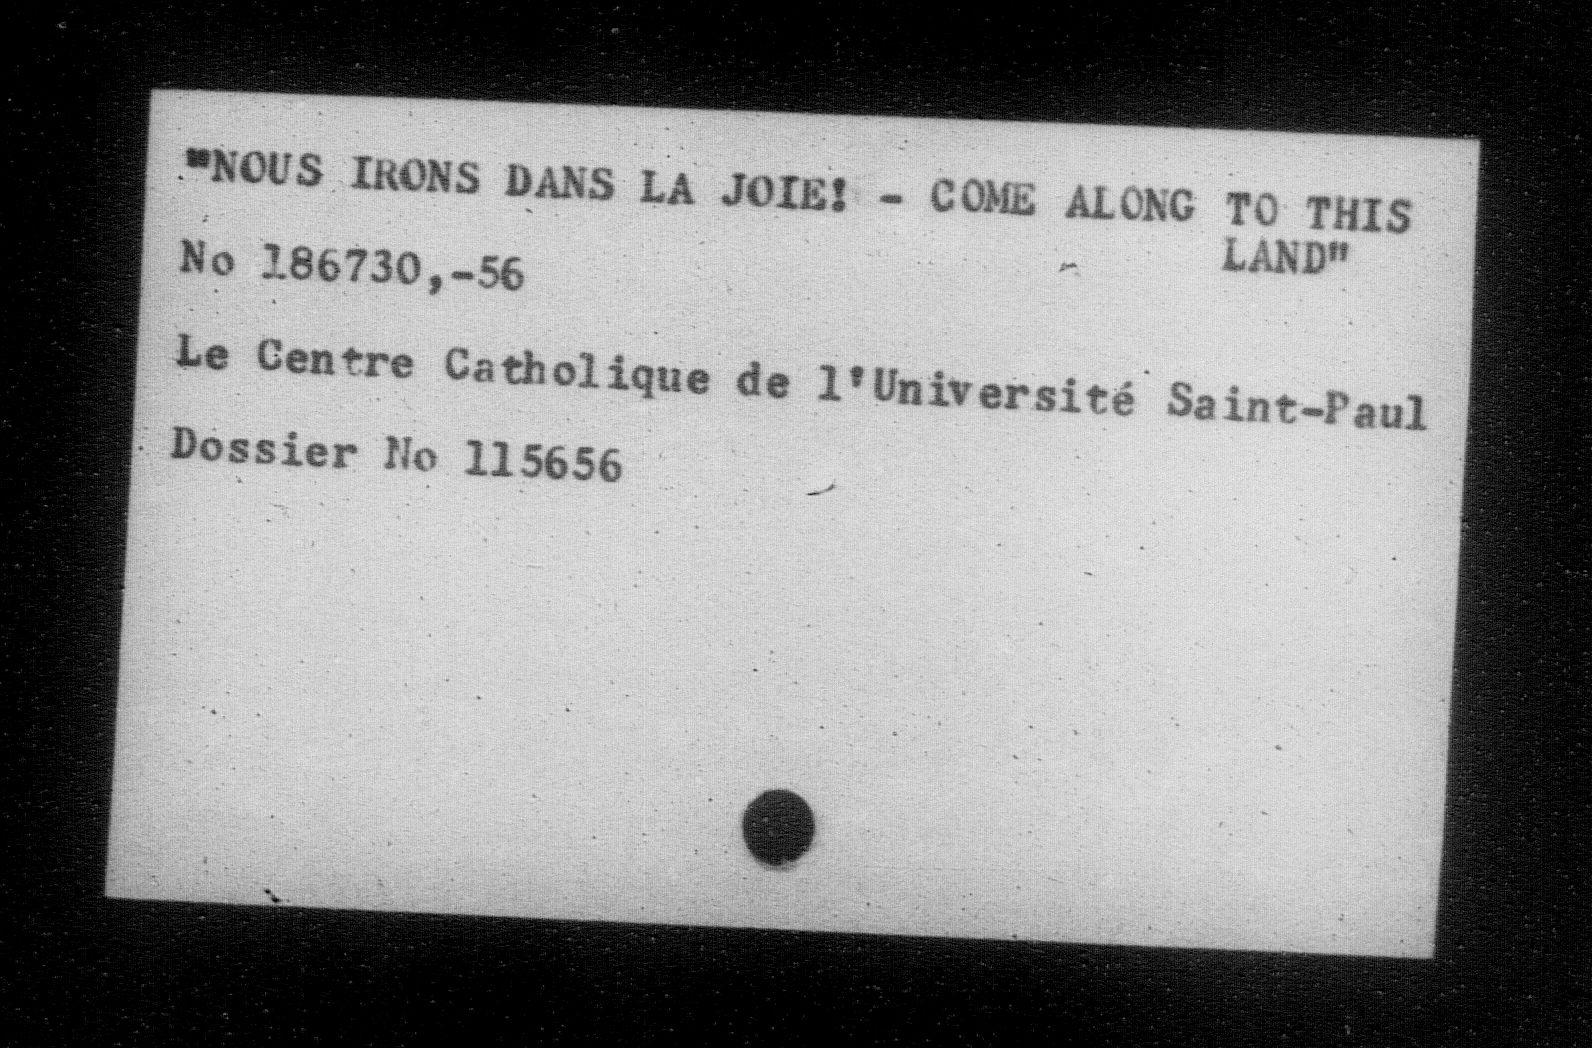 "NOUS IRONS DANS LA JOIE! - COME ALONG TO THIS
LAND"
No 186730,-56
Le Centre Catholique de l'Université Saint-Paul
Dossier No 115656